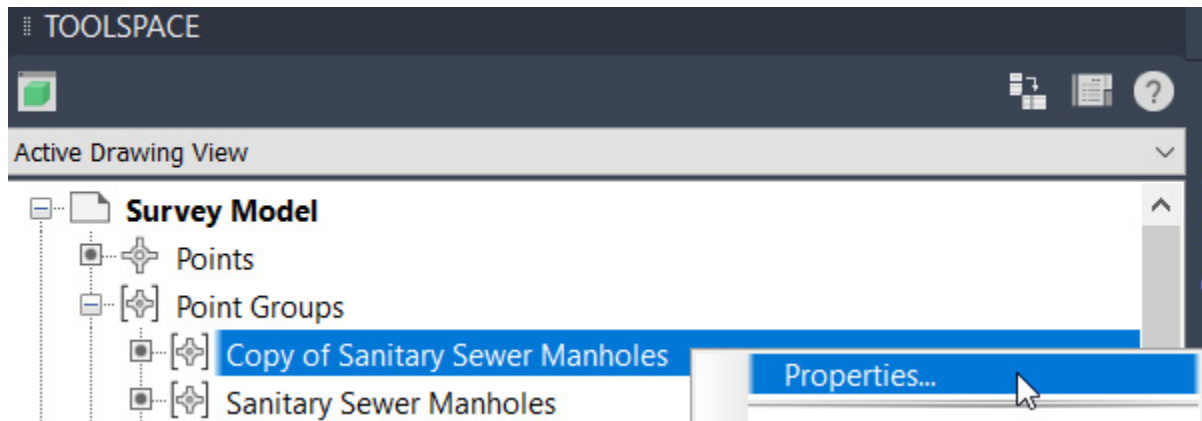 TOOLSPACE
?
Active Drawing View
Survey Model
Points
Point Groups
Copy of Sanitary Sewer Manholes
Properties...
Sanitary Sewer Manholes